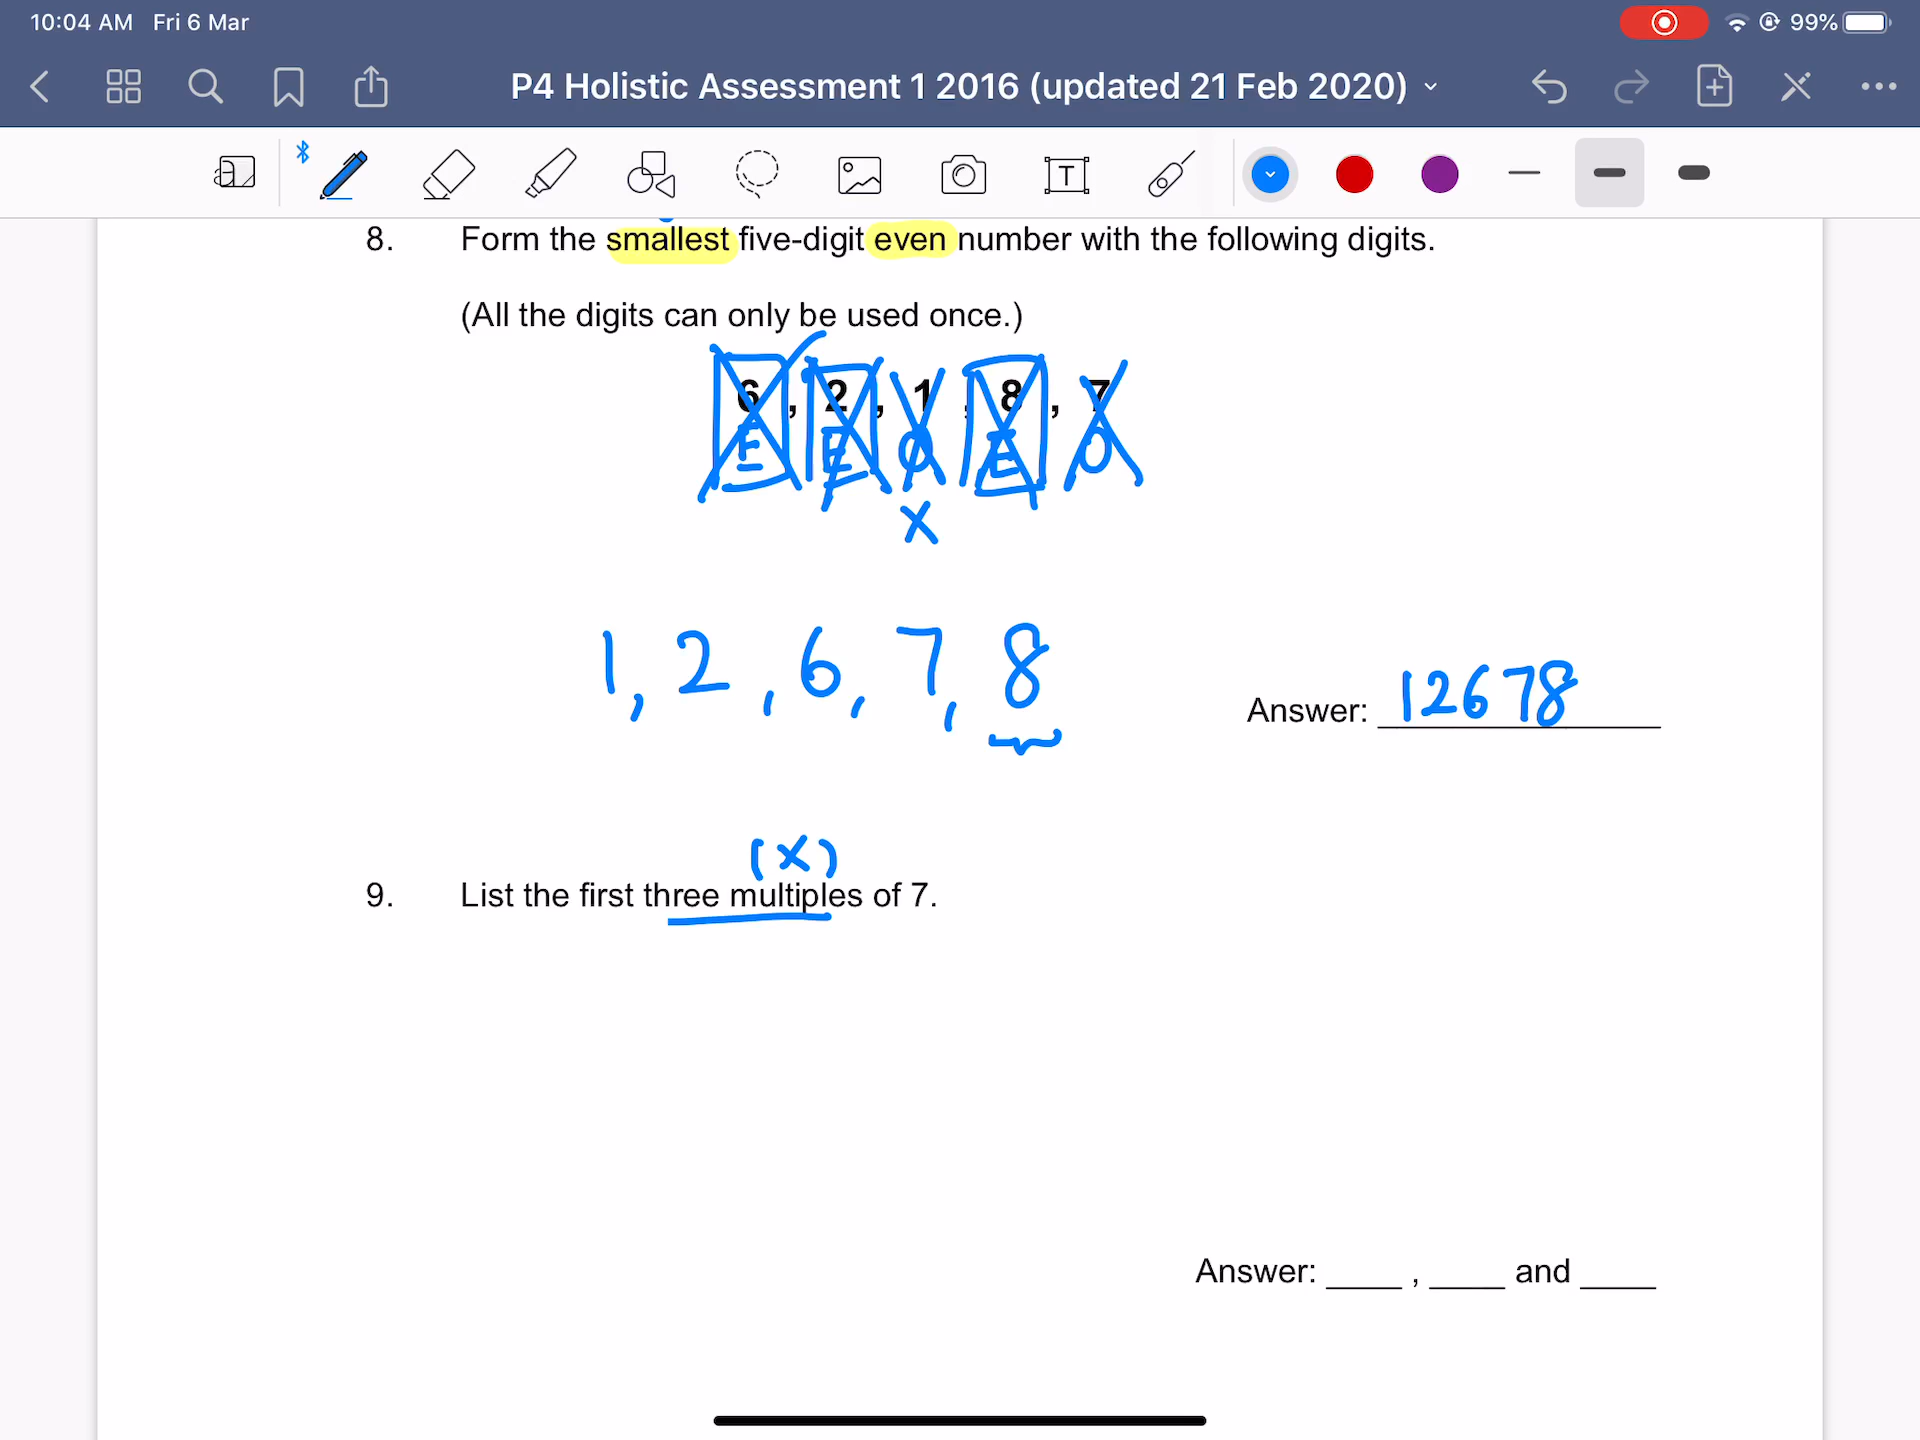 10:04 AM Fri 6 Mar 99%
P4 Holistic Assessment 1 2016 (updated 21 Feb 2020)
T
8. Form the smallest five-digit even number with the following digits.
(All the digits can only be used once.)
6, 2, 1, 8, 7
E E O E O
X
1, 2, 6, 7, 8
Answer: 12678
(x)
9. List the first three multiples of 7.
Answer: ____ , ____ and ____